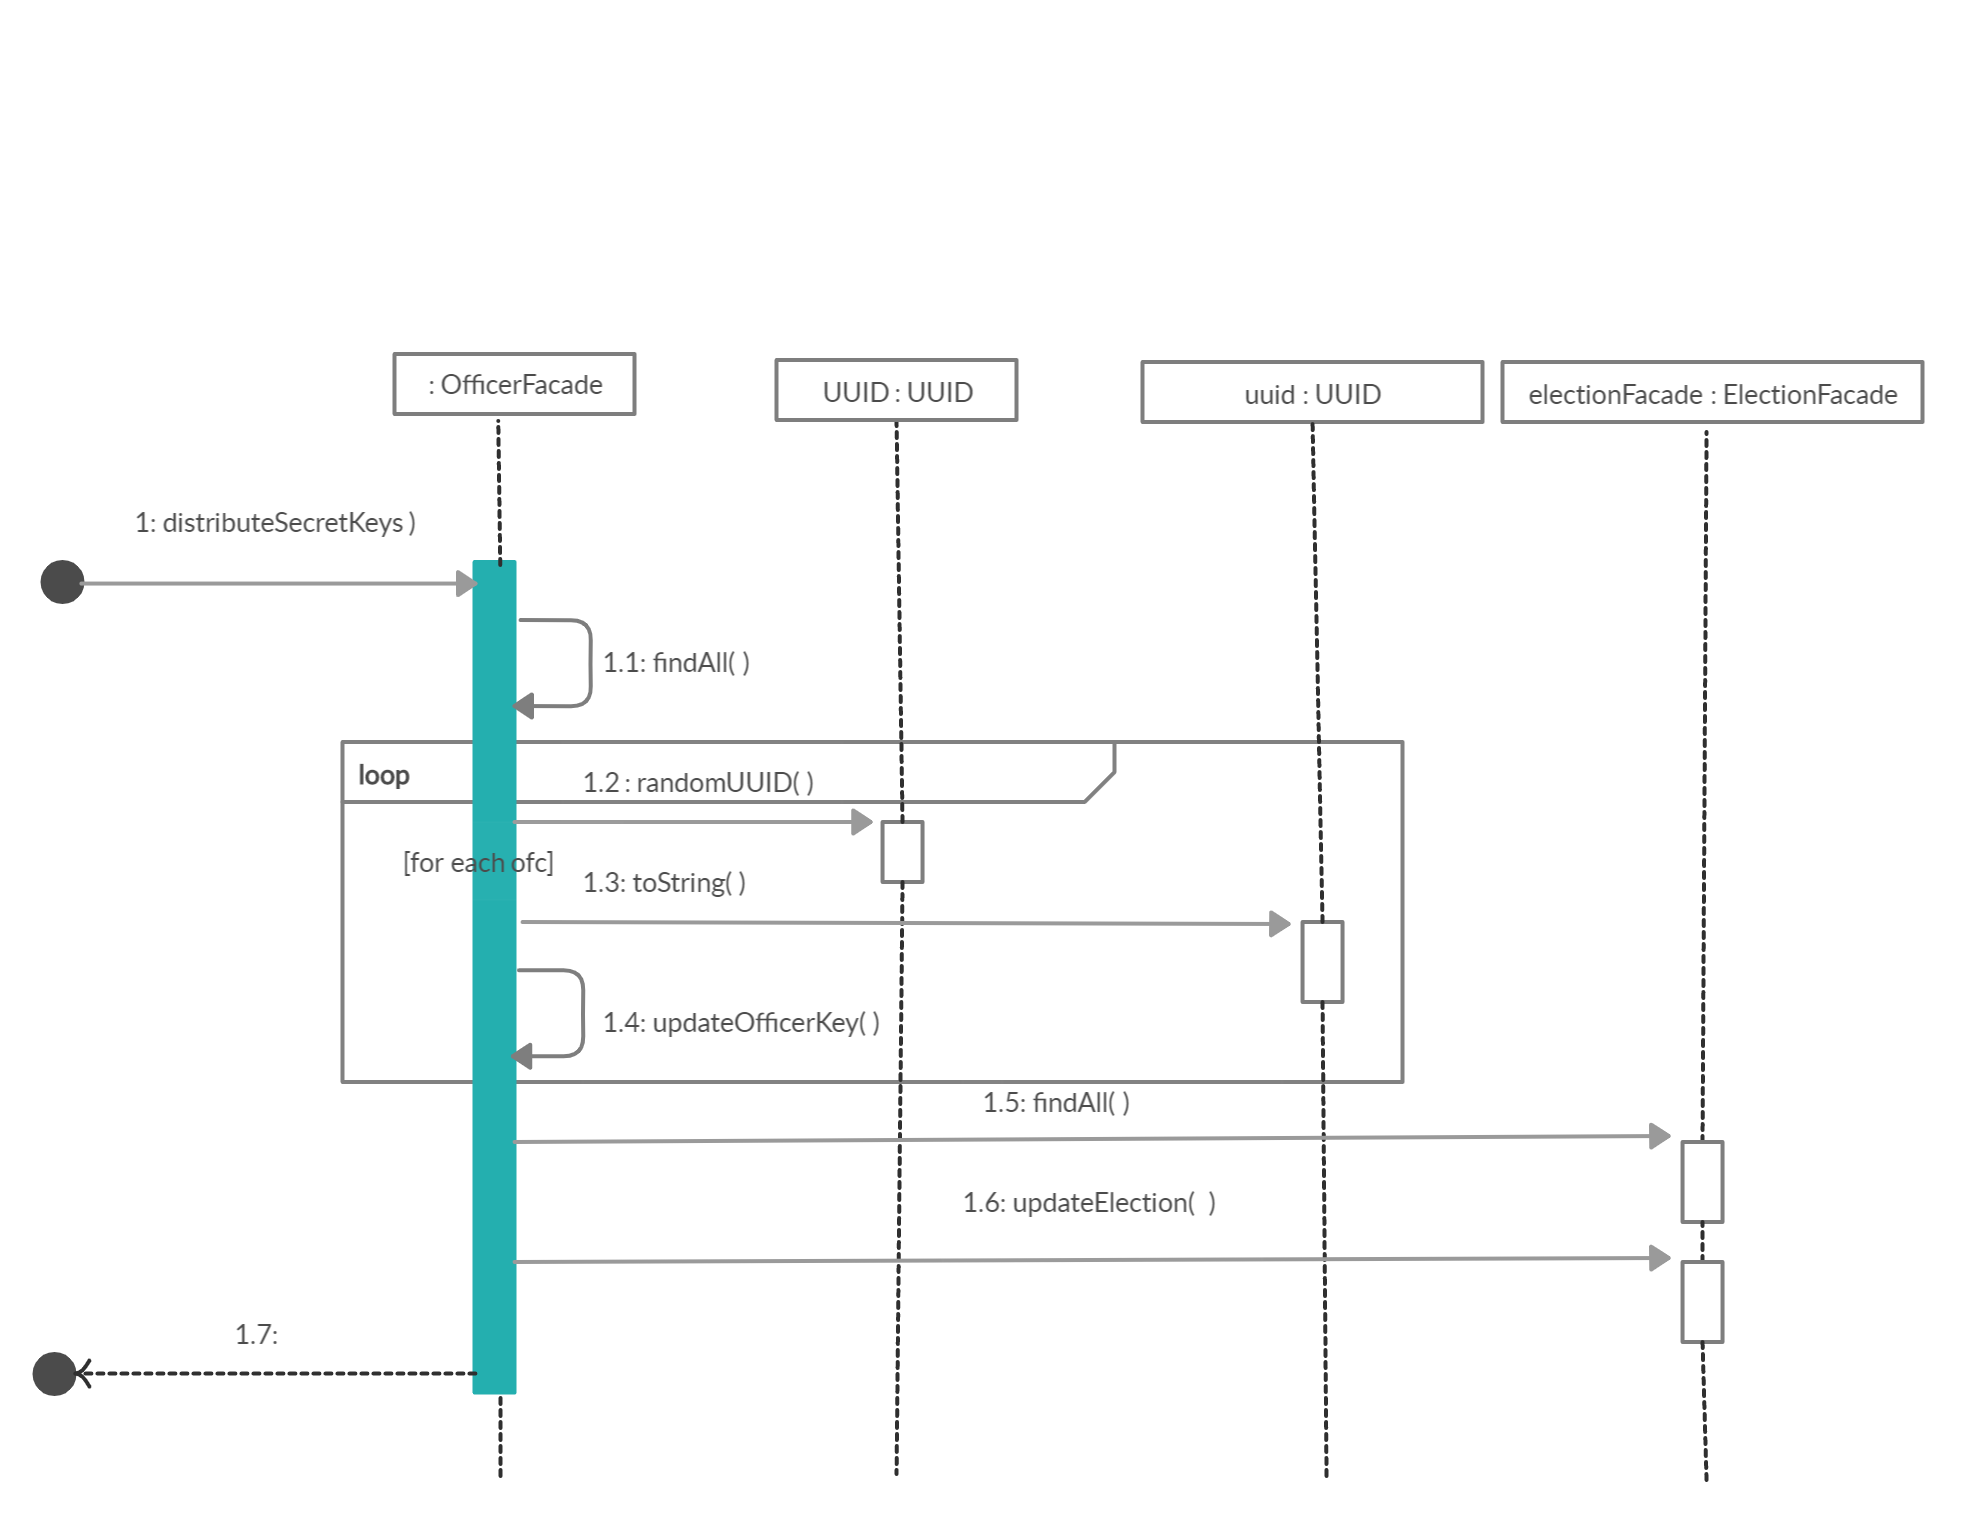 : OfficerFacade
UUID : UUID
uuid : UUID
electionFacade : ElectionFacade
1: distributeSecretKeys )
1.1: findAll( )
loop
1.2 : randomUUID( )
[for each ofc]
1.3: toString( )
1.4: updateOfficerKey( )
1.5: findAll( )
1.6: updateElection(  )
1.7: